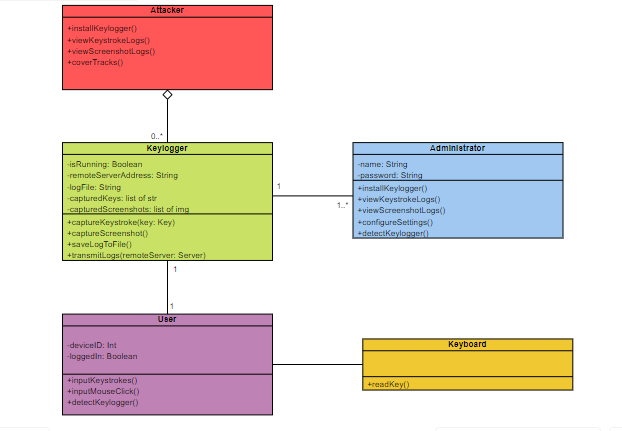 Attacker
+installKeylogger()
+viewKeystrokeLogs()
+viewScreenshotLogs()
+coverTracks()
0..*
Keylogger
-isRunning: Boolean
-remoteServerAddress: String
-logFile: String
-capturedKeys: list of str
-capturedScreenshots: list of img
+captureKeystroke(key: Key)
+captureScreenshot()
+saveLogToFile()
+transmitLogs(remoteServer: Server)
1
1..*
Administrator
-name: String
-password: String
+installKeylogger()
+viewKeystrokeLogs()
+viewScreenshotLogs()
+configureSettings()
+detectKeylogger()
1
1
User
-deviceID: Int
-loggedIn: Boolean
+inputKeystrokes()
+inputMouseClick()
+detectKeylogger()
Keyboard
+readKey()